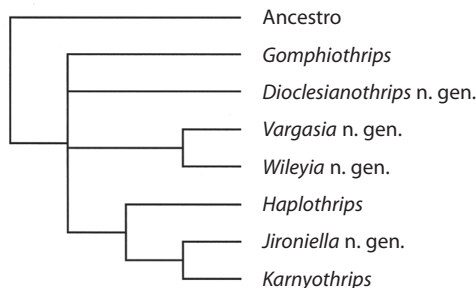 Ancestro
Gomphiothrips
Dioclesianothrips n. gen.
Vargasia n. gen.
Wileyia n. gen.
Haplothrips
Jironiella n. gen.
Karnyothrips